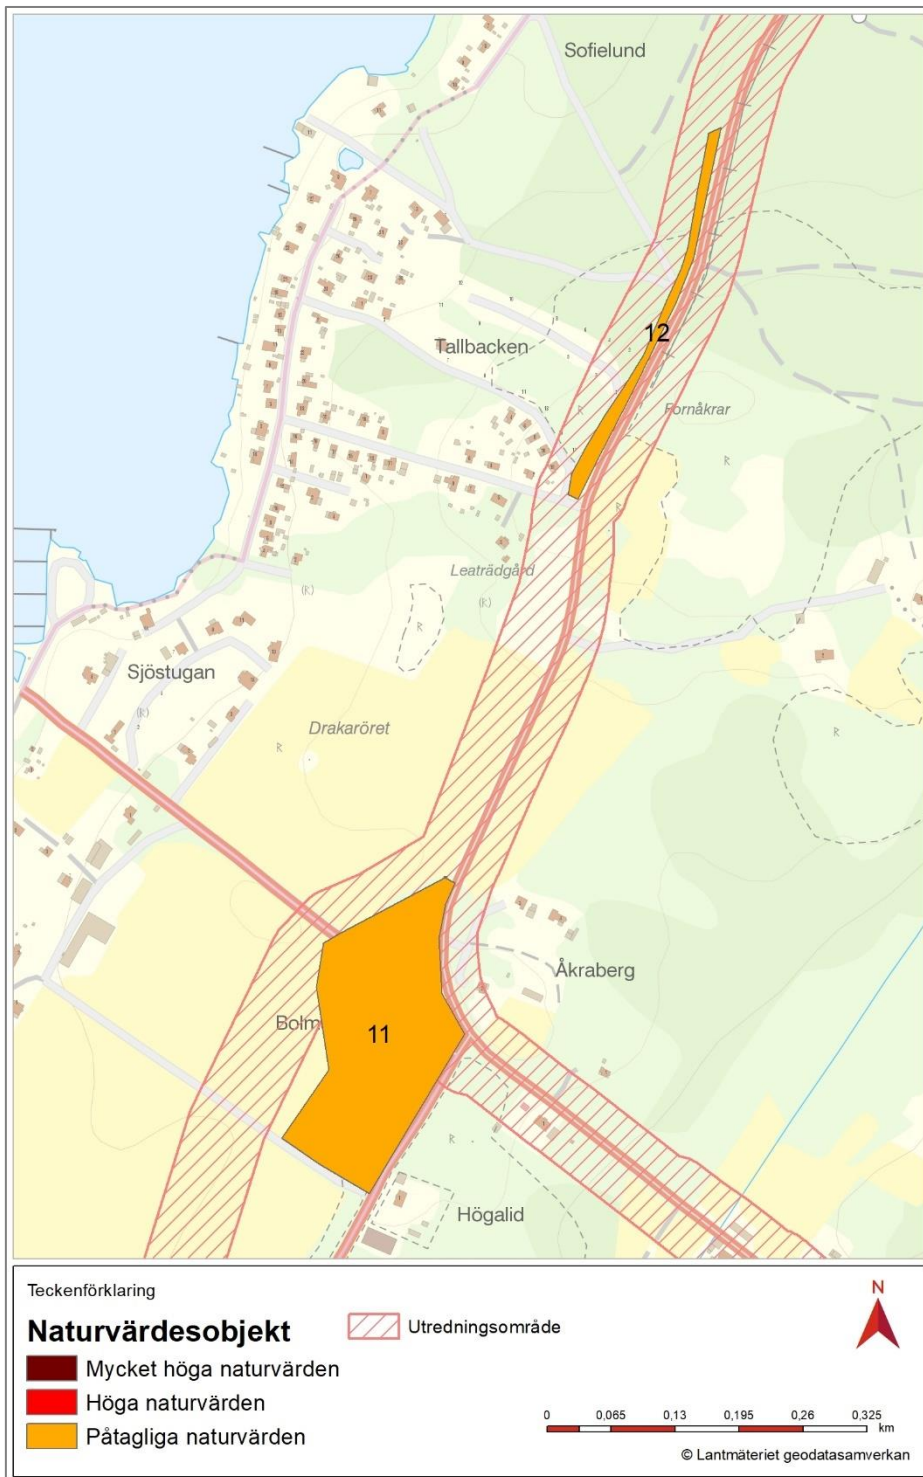 Sofielund
Tallbacken
12
Fornåkrar
R
R
R
Leaträdgård
(R)
(R)
R
Sjöstugan
(R)
Drakaröret
R
R
Åkraberg
Bolm
11
R
Högalid
Teckenförklaring
Naturvärdesobjekt
Utredningsområde
N
Mycket höga naturvärden
Höga naturvärden
Påtagliga naturvärden
0 0,065 0,13 0,195 0,26 0,325
km
© Lantmäteriet geodatasamverkan